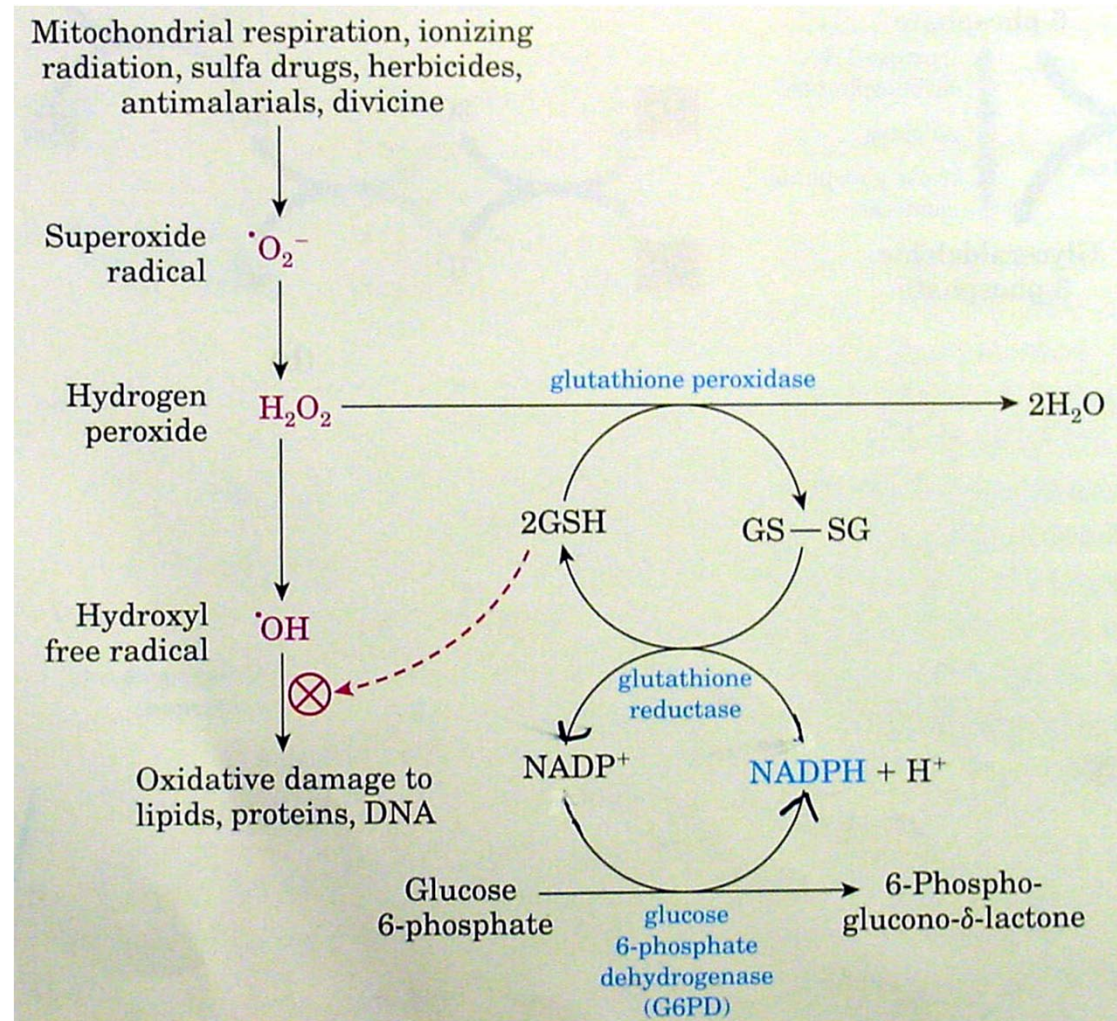 Mitochondrial respiration, ionizing
radiation, sulfa drugs, herbicides,
antimalarials, divicine
Superoxide
radical
•O₂⁻
Hydrogen
peroxide
H₂O₂
glutathione peroxidase
2H₂O
2GSH
GS—SG
Hydroxyl
free radical
•OH
glutathione
reductase
Oxidative damage to
lipids, proteins, DNA
NADP⁺
NADPH + H⁺
Glucose
6-phosphate
glucose
6-phosphate
dehydrogenase
(G6PD)
6-Phospho-
glucono-δ-lactone